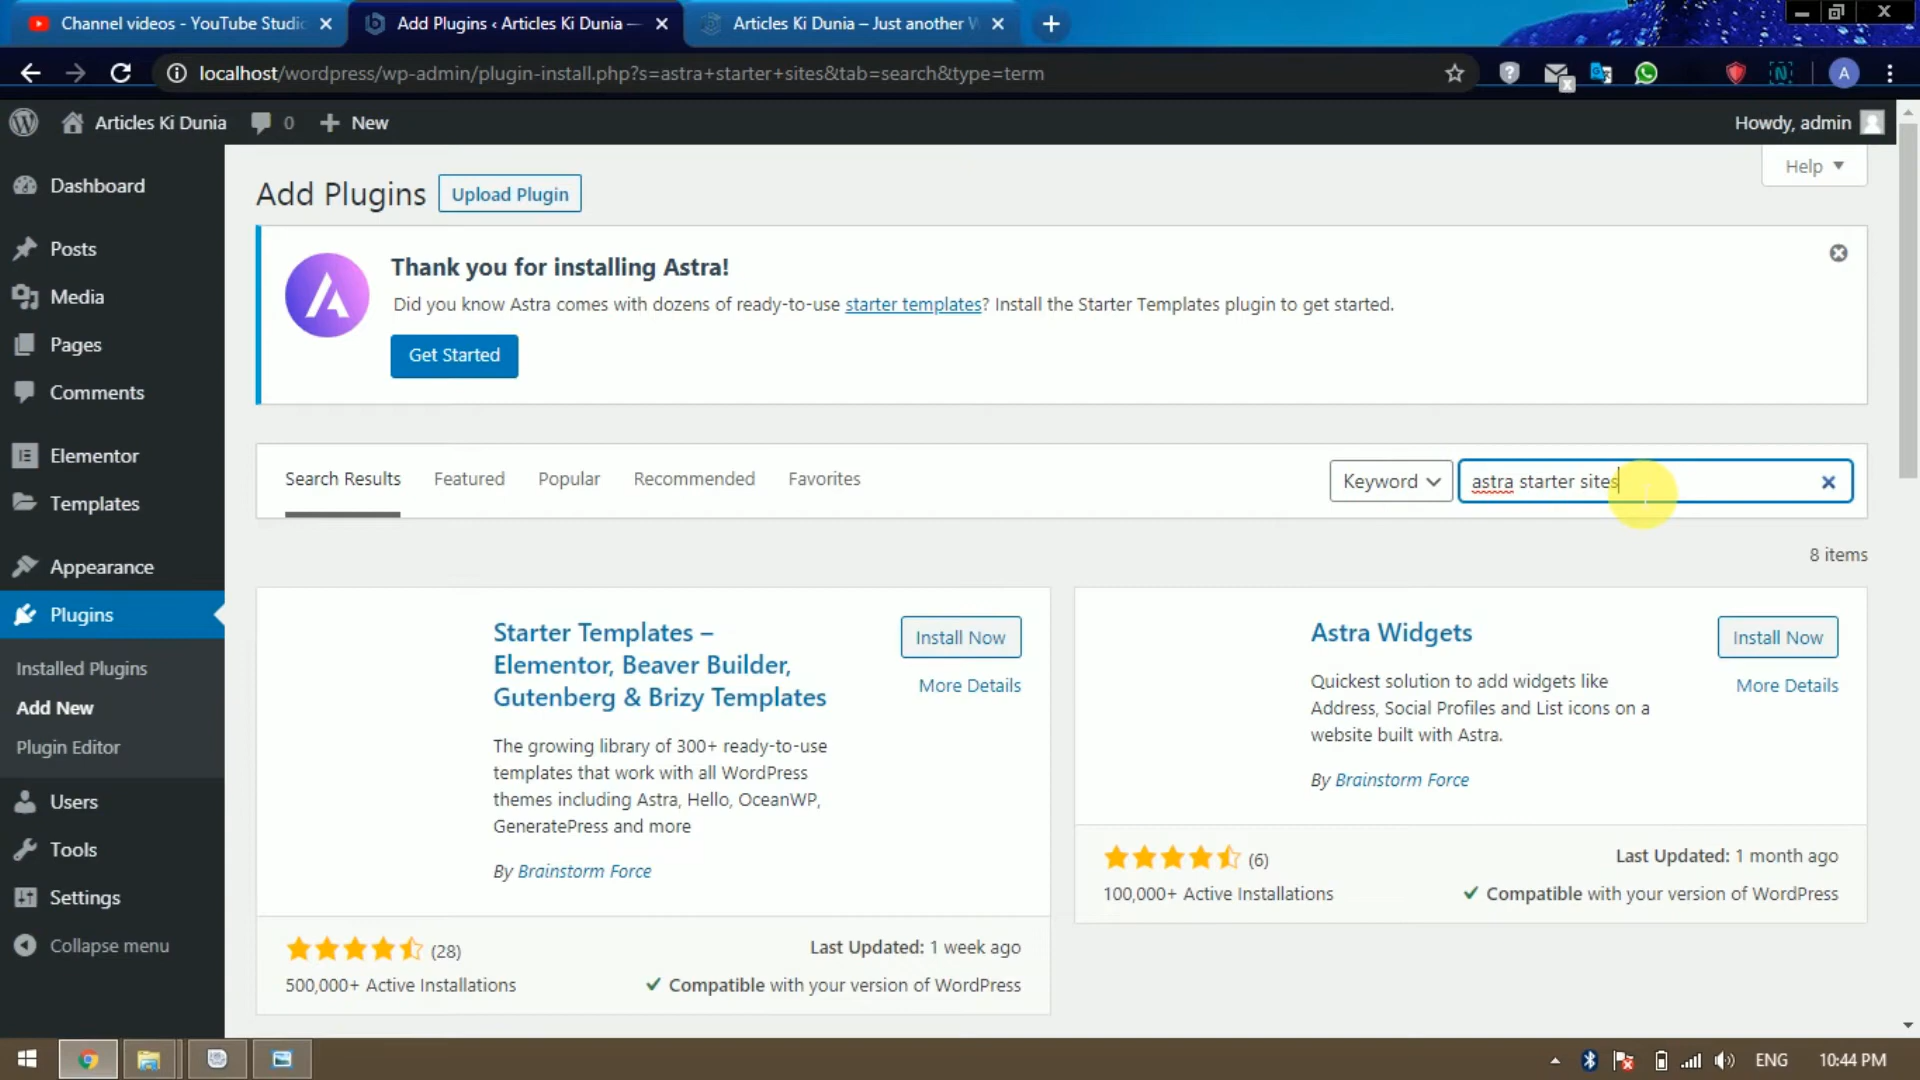 Channel videos - YouTube Studio
Add Plugins ‹ Articles Ki Dunia —
Articles Ki Dunia – Just another W
localhost/wordpress/wp-admin/plugin-install.php?s=astra+starter+sites&tab=search&type=term
A
Articles Ki Dunia
0
New
Howdy, admin
Dashboard
Posts
Media
Pages
Comments
Elementor
Templates
Appearance
Plugins
Installed Plugins
Add New
Plugin Editor
Users
Tools
Settings
Collapse menu
Add Plugins
Upload Plugin
Help
Thank you for installing Astra!
Did you know Astra comes with dozens of ready-to-use starter templates? Install the Starter Templates plugin to get started.
Get Started
Search Results
Featured
Popular
Recommended
Favorites
Keyword
astra starter sites
8 items
Starter Templates –
Elementor, Beaver Builder,
Gutenberg & Brizy Templates
Install Now
More Details
The growing library of 300+ ready-to-use
templates that work with all WordPress
themes including Astra, Hello, OceanWP,
GeneratePress and more
By Brainstorm Force
(28)
500,000+ Active Installations
Last Updated: 1 week ago
Compatible with your version of WordPress
Astra Widgets
Install Now
More Details
Quickest solution to add widgets like
Address, Social Profiles and List icons on a
website built with Astra.
By Brainstorm Force
(6)
100,000+ Active Installations
Last Updated: 1 month ago
Compatible with your version of WordPress
ENG
10:44 PM